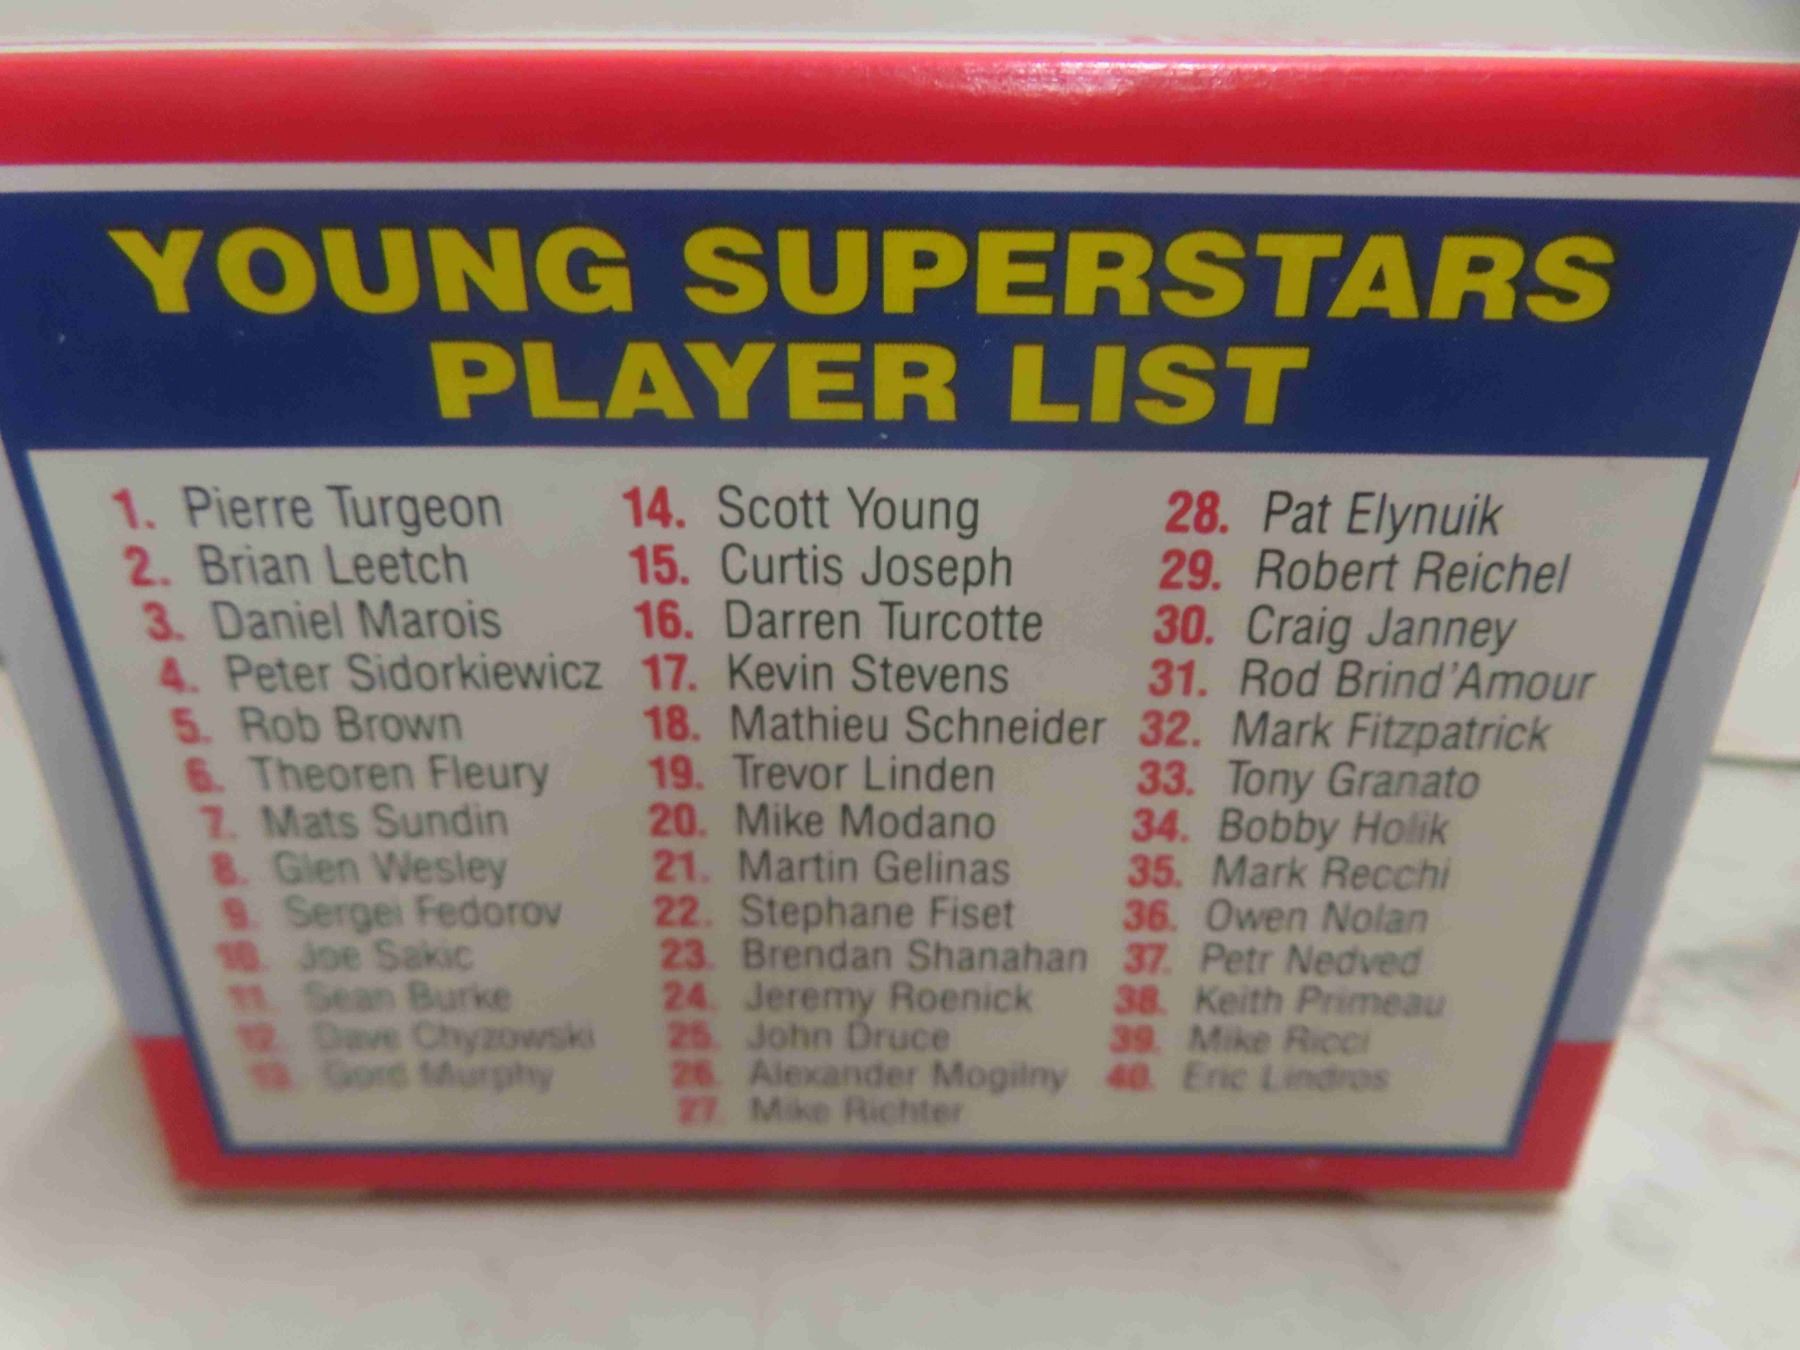 YOUNG SUPERSTARS
PLAYER LIST
1. Pierre Turgeon
2. Brian Leetch
3. Daniel Marois
4. Peter Sidorkiewicz
5. Rob Brown
6. Theoren Fleury
7. Mats Sundin
8. Glen Wesley
9. Sergei Fedorov
10. Joe Sakic
11. Sean Burke
12. Dave Chyzowski
13. Gord Murphy
14. Scott Young
15. Curtis Joseph
16. Darren Turcotte
17. Kevin Stevens
18. Mathieu Schneider
19. Trevor Linden
20. Mike Modano
21. Martin Gelinas
22. Stephane Fiset
23. Brendan Shanahan
24. Jeremy Roenick
25. John Druce
26. Alexander Mogilny
27. Mike Richter
28. Pat Elynuik
29. Robert Reichel
30. Craig Janney
31. Rod Brind'Amour
32. Mark Fitzpatrick
33. Tony Granato
34. Bobby Holik
35. Mark Recchi
36. Owen Nolan
37. Petr Nedved
38. Keith Primeau
39. Mike Ricci
40. Eric Lindros